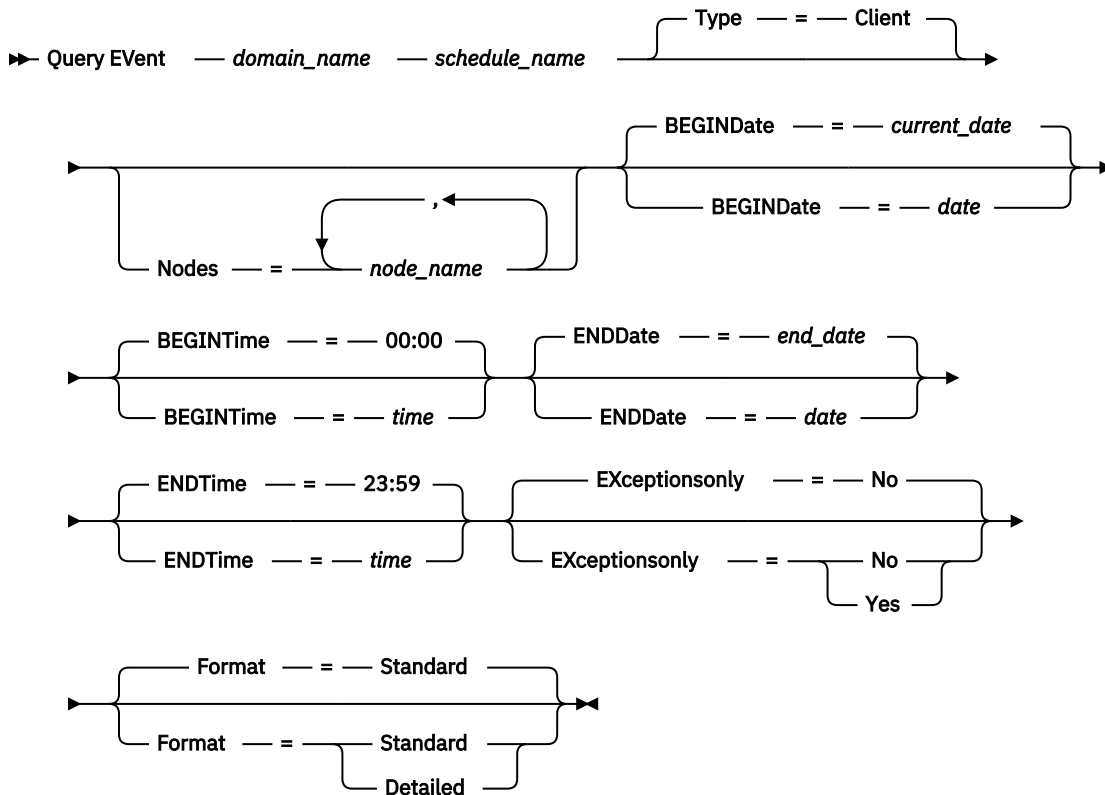 Type = Client
Query EVent domain_name schedule_name
BEGINDate = current_date
,
BEGINDate = date
Nodes = node_name
BEGINTime = 00:00 ENDDate = end_date
BEGINTime = time ENDDate = date
ENDTime = 23:59 EXceptionsonly = No
ENDTime = time EXceptionsonly = No
Yes
Format = Standard
Format = Standard
Detailed